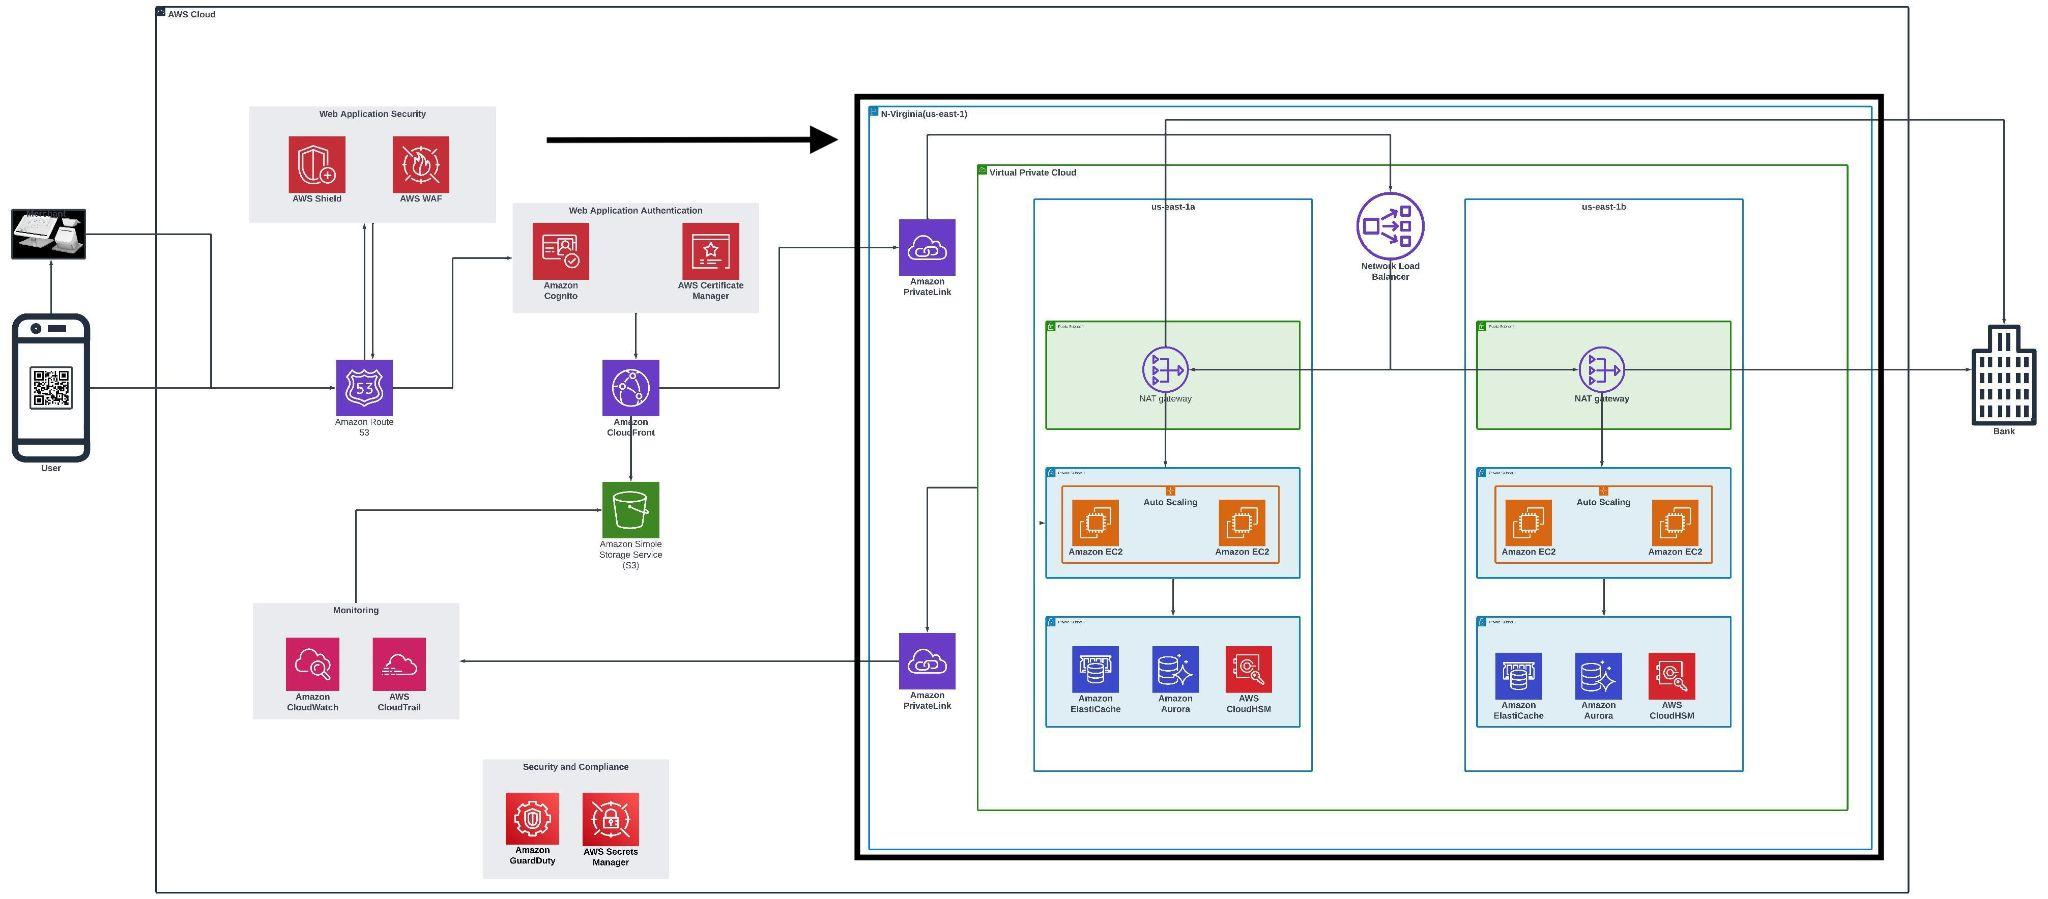 AWS Cloud
Web Application Security
AWS Shield
AWS WAF
Web Application Authentication
Amazon
Cognito
AWS Certificate
Manager
User
53
Amazon Route
53
Amazon
CloudFront
Amazon Simple
Storage Service
(S3)
Monitoring
Amazon
CloudWatch
AWS
CloudTrail
Security and Compliance
Amazon
GuardDuty
AWS Secrets
Manager
N-Virginia(us-east-1)
Amazon
PrivateLink
Amazon
PrivateLink
Virtual Private Cloud
us-east-1a
NAT gateway
Auto Scaling
Amazon EC2
Amazon EC2
Amazon
ElastiCache
Amazon
Aurora
AWS
CloudHSM
Network Load
Balancer
us-east-1b
NAT gateway
Auto Scaling
Amazon EC2
Amazon EC2
Amazon
ElastiCache
Amazon
Aurora
AWS
CloudHSM
Bank